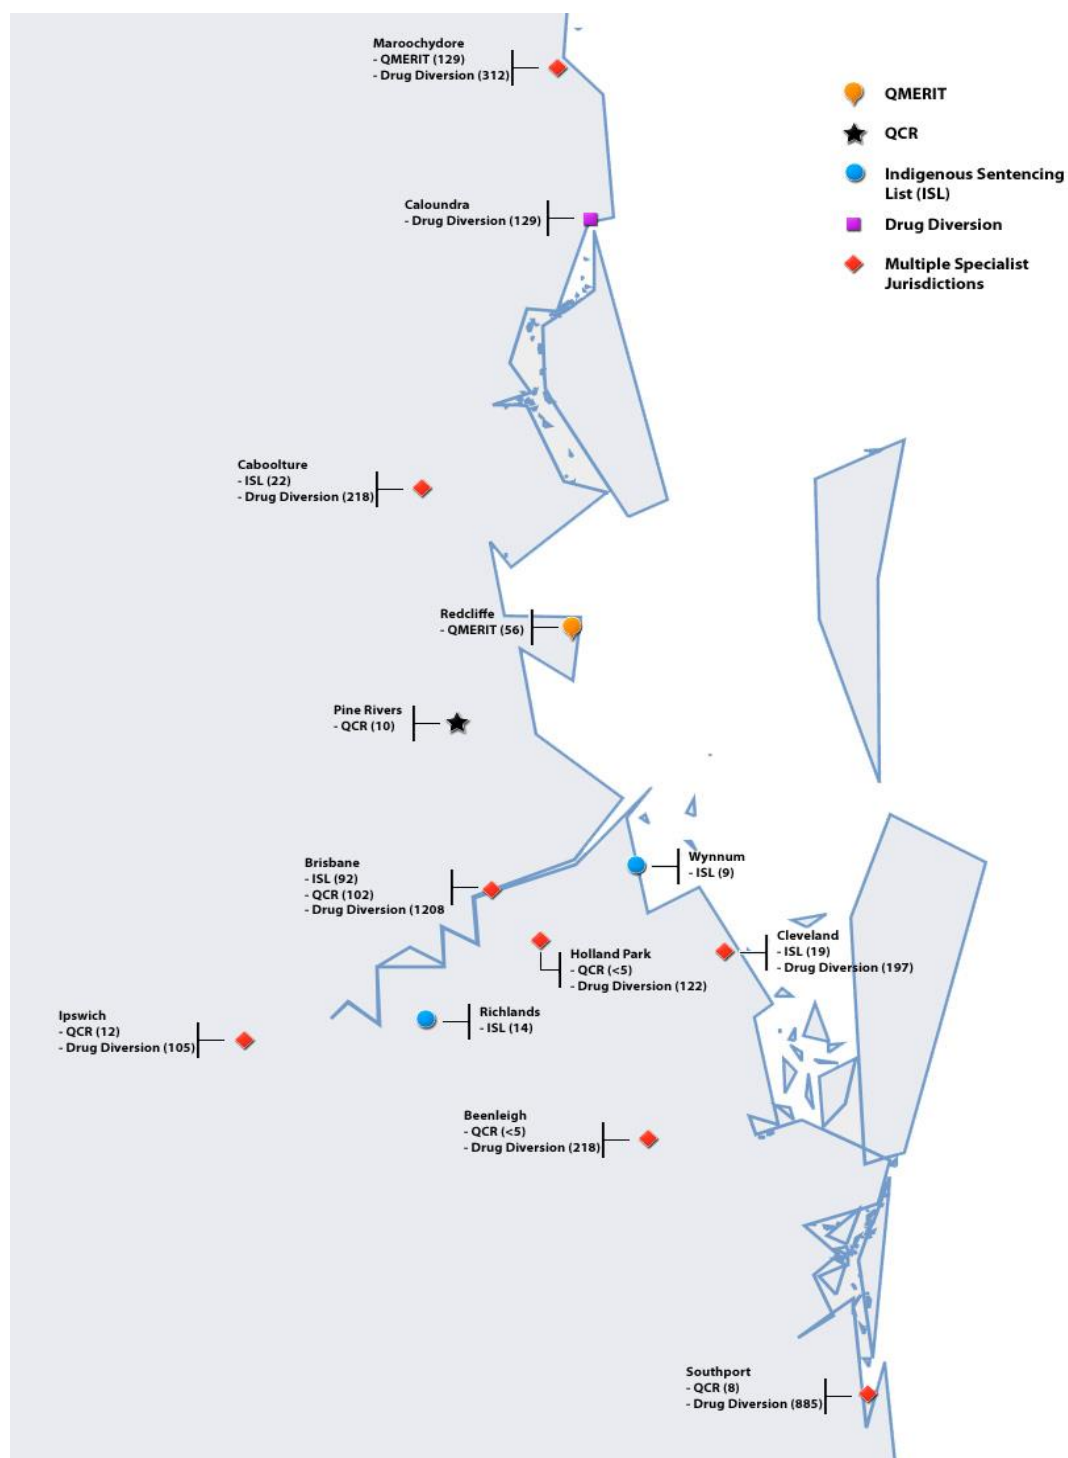 Maroochydore
- QMERIT (129)
- Drug Diversion (312)
QMERIT
QCR
Indigenous Sentencing
List (ISL)
Drug Diversion
Multiple Specialist
Jurisdictions
Caloundra
- Drug Diversion (129)
Caboolture
- ISL (22)
- Drug Diversion (218)
Redcliffe
- QMERIT (56)
Pine Rivers
- QCR (10)
Brisbane
- ISL (92)
- QCR (102)
- Drug Diversion (1208
Wynnum
- ISL (9)
Holland Park
- QCR (<5)
- Drug Diversion (122)
Cleveland
- ISL (19)
- Drug Diversion (197)
Richlands
- ISL (14)
Ipswich
- QCR (12)
- Drug Diversion (105)
Beenleigh
- QCR (<5)
- Drug Diversion (218)
Southport
- QCR (8)
- Drug Diversion (885)